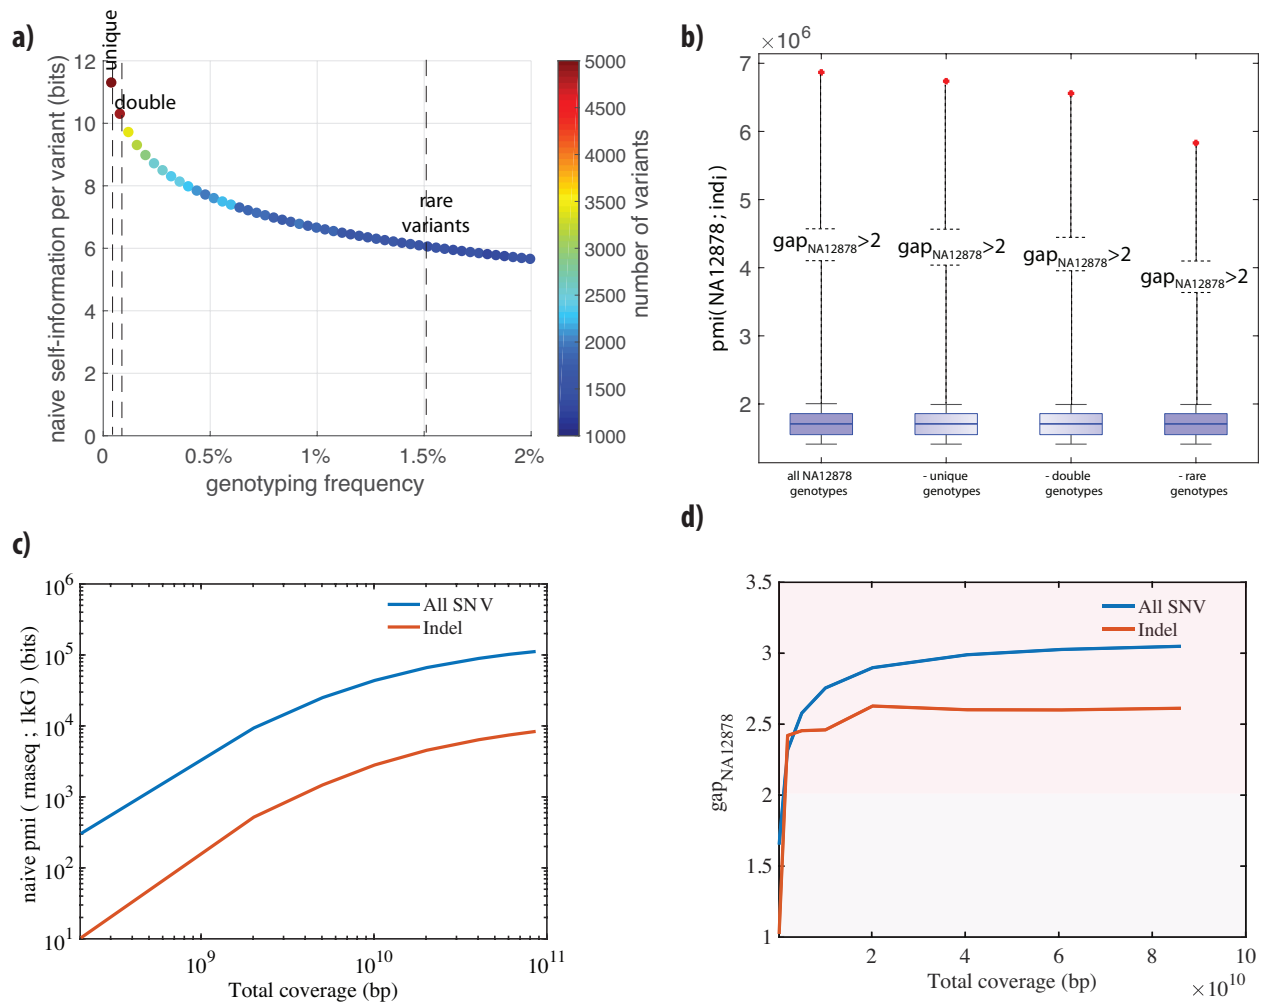 a)
unique
double
rare
variants
12
10
8
6
4
2
0
0
0.5%
1%
1.5%
2%
naive self-information per variant (bits)
genotyping frequency
5000
4500
4000
3500
3000
2500
2000
1500
1000
number of variants
b)
×10^6
7
6
5
4
3
2
pmi( NA12878 ; indi )
gap_NA12878>2
gap_NA12878>2
gap_NA12878>2
gap_NA12878>2
all NA12878
genotypes
- unique
genotypes
- double
genotypes
- rare
genotypes
c)
10^6
10^5
10^4
10^3
10^2
10^1
naive pmi ( rnaseq ; 1kG ) (bits)
All SNV
Indel
10^9
10^10
10^11
Total coverage (bp)
d)
3.5
3
2.5
2
1.5
1
gap_NA12878
All SNV
Indel
2
4
6
8
10
Total coverage (bp)
×10^10